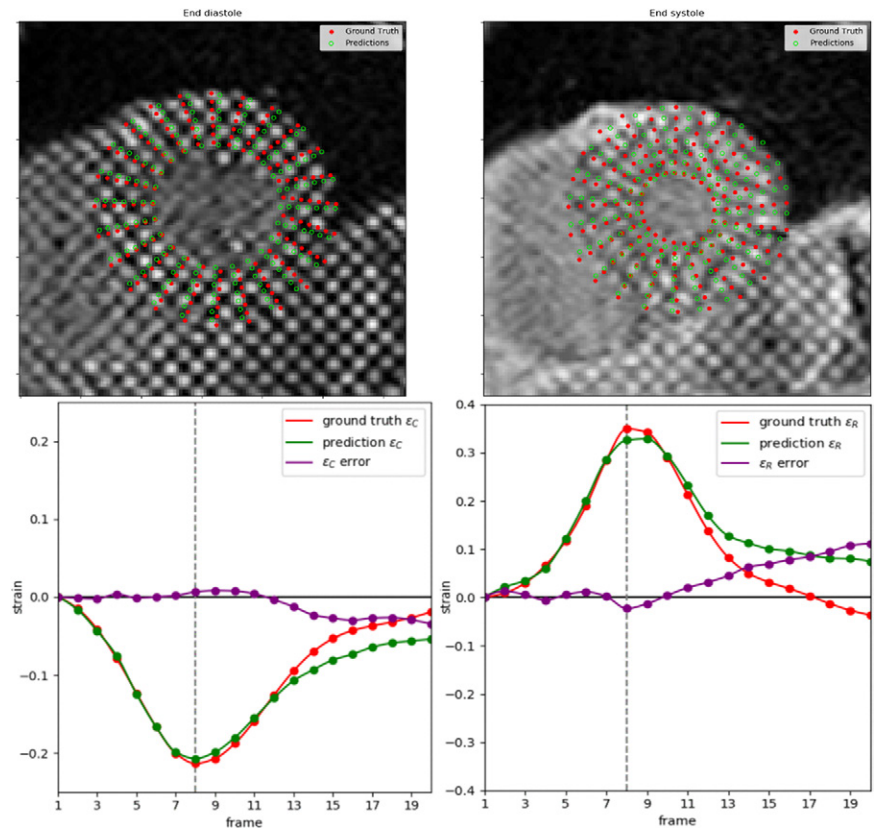 End diastole
Ground Truth
Predictions
End systole
Ground Truth
Predictions
0.2
0.1
0.0
−0.1
−0.2
strain
1 3 5 7 9 11 13 15 17 19
frame
ground truth ε_C
prediction ε_C
ε_C error
0.4
0.3
0.2
0.1
0.0
−0.1
−0.2
−0.3
−0.4
strain
1 3 5 7 9 11 13 15 17 19
frame
ground truth ε_R
prediction ε_R
ε_R error